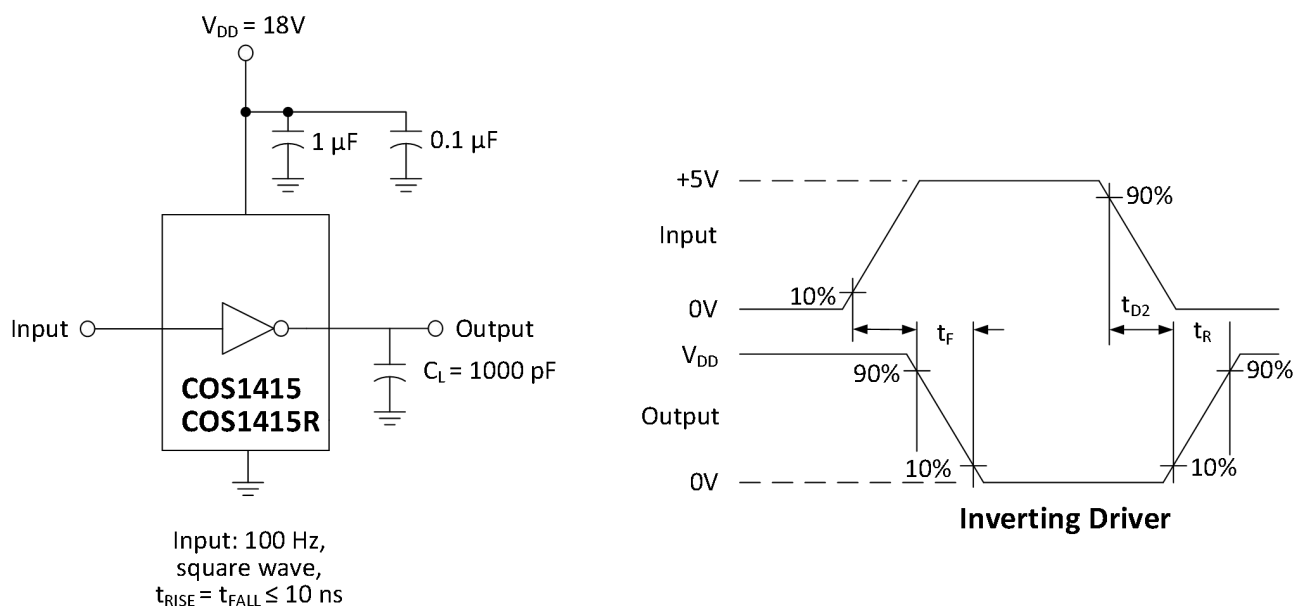 V_DD = 18V
1 µF
0.1 µF
Input
Output
C_L = 1000 pF
COS1415
COS1415R
Input: 100 Hz,
square wave,
t_RISE = t_FALL ≤ 10 ns
+5V
90%
Input
10%
0V
t_D2
t_F
t_R
V_DD
90%
90%
Output
10%
10%
0V
Inverting Driver